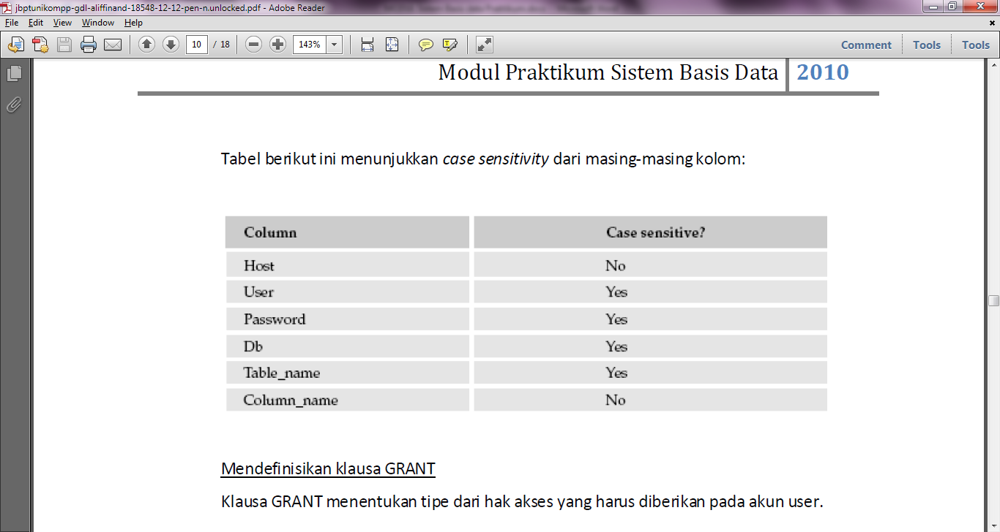 jbptunikompp-gdl-aliffinand-18548-12-12-pen-n.unlocked.pdf - Adobe Reader
File Edit View Window Help
10 / 18 143% Comment Tools Tools
Modul Praktikum Sistem Basis Data 2010
Tabel berikut ini menunjukkan case sensitivity dari masing-masing kolom:
Column Case sensitive?
Host No
User Yes
Password Yes
Db Yes
Table_name Yes
Column_name No
Mendefinisikan klausa GRANT
Klausa GRANT menentukan tipe dari hak akses yang harus diberikan pada akun user.